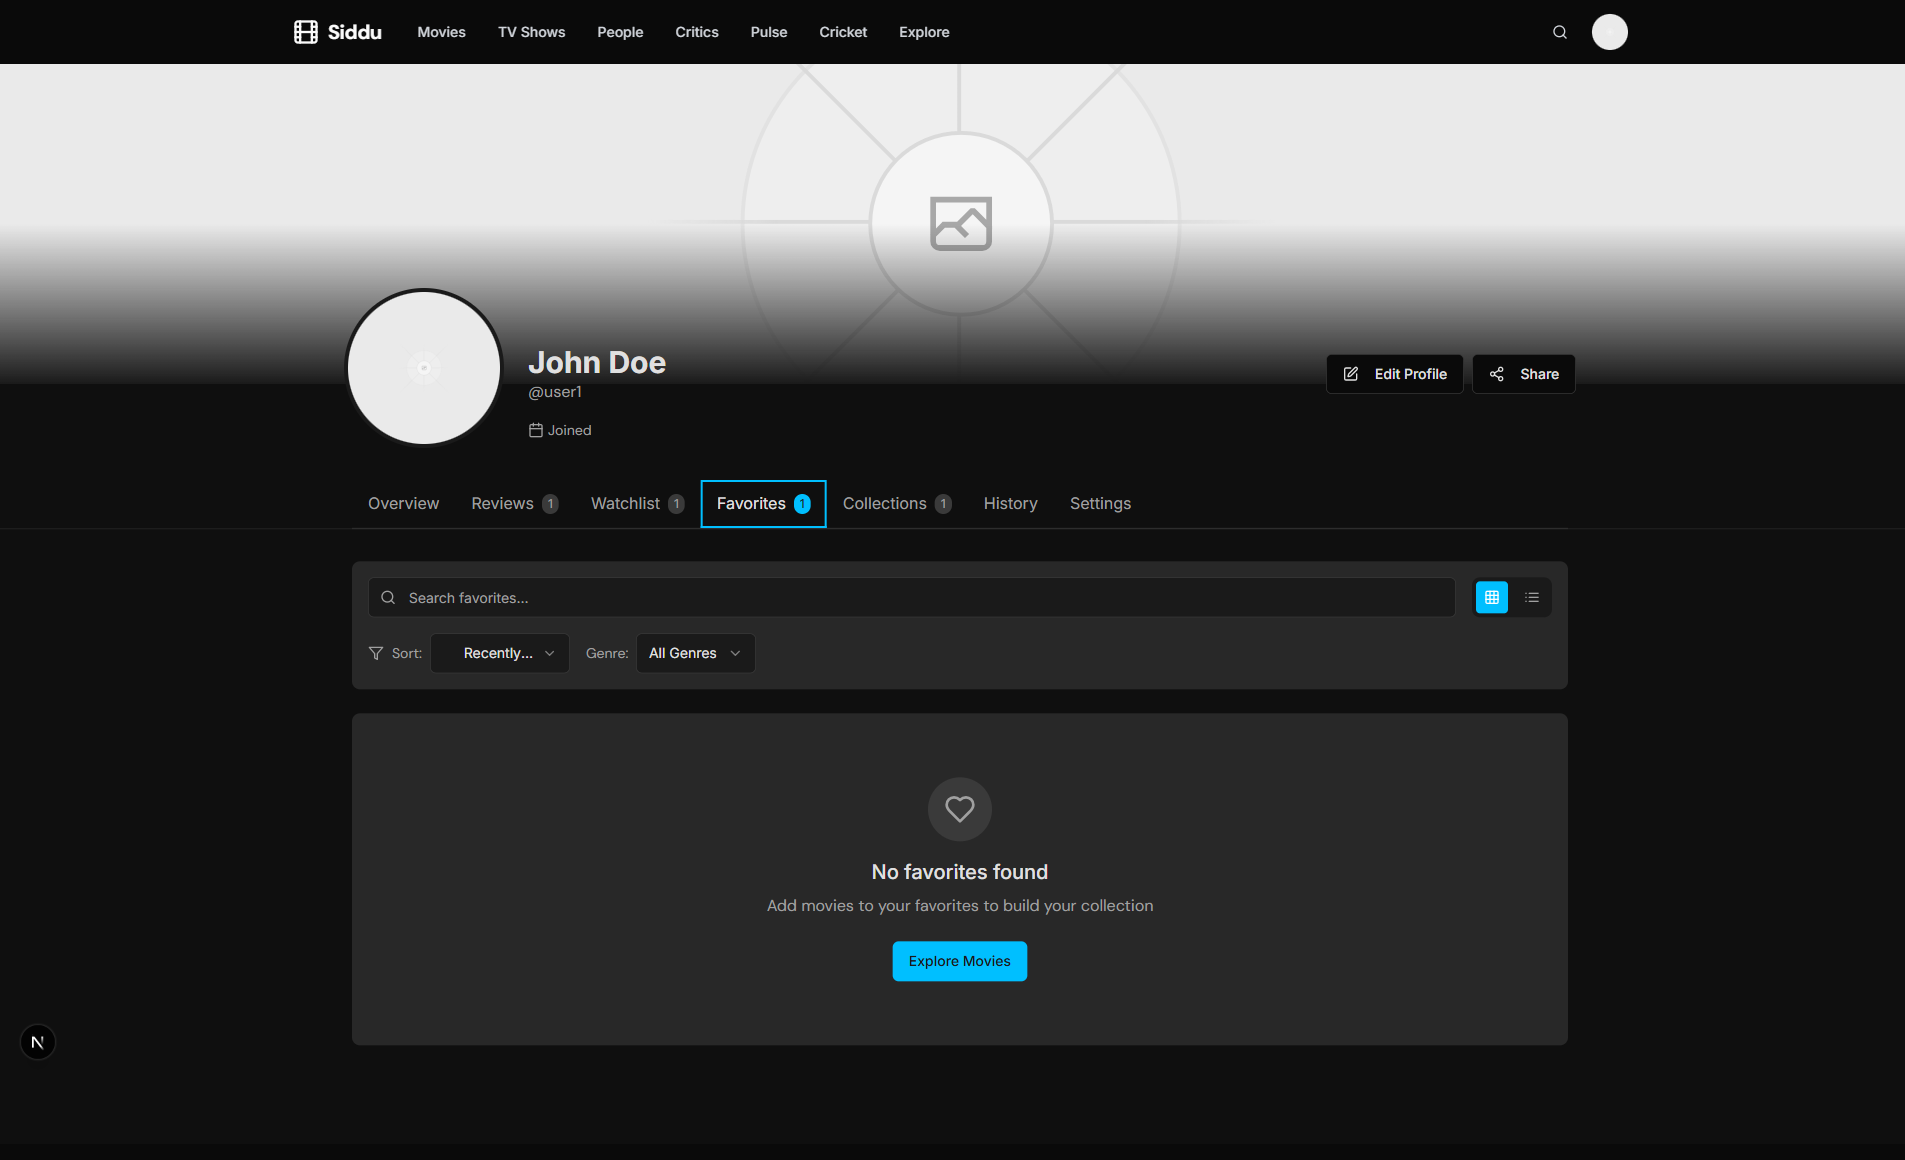 Siddu
Movies
TV Shows
People
Critics
Pulse
Cricket
Explore
John Doe
@user1
Joined
Edit Profile
Share
Overview
Reviews 1
Watchlist 1
Favorites 1
Collections 1
History
Settings
Search favorites...
Sort:
Recently...
Genre:
All Genres
No favorites found
Add movies to your favorites to build your collection
Explore Movies
N